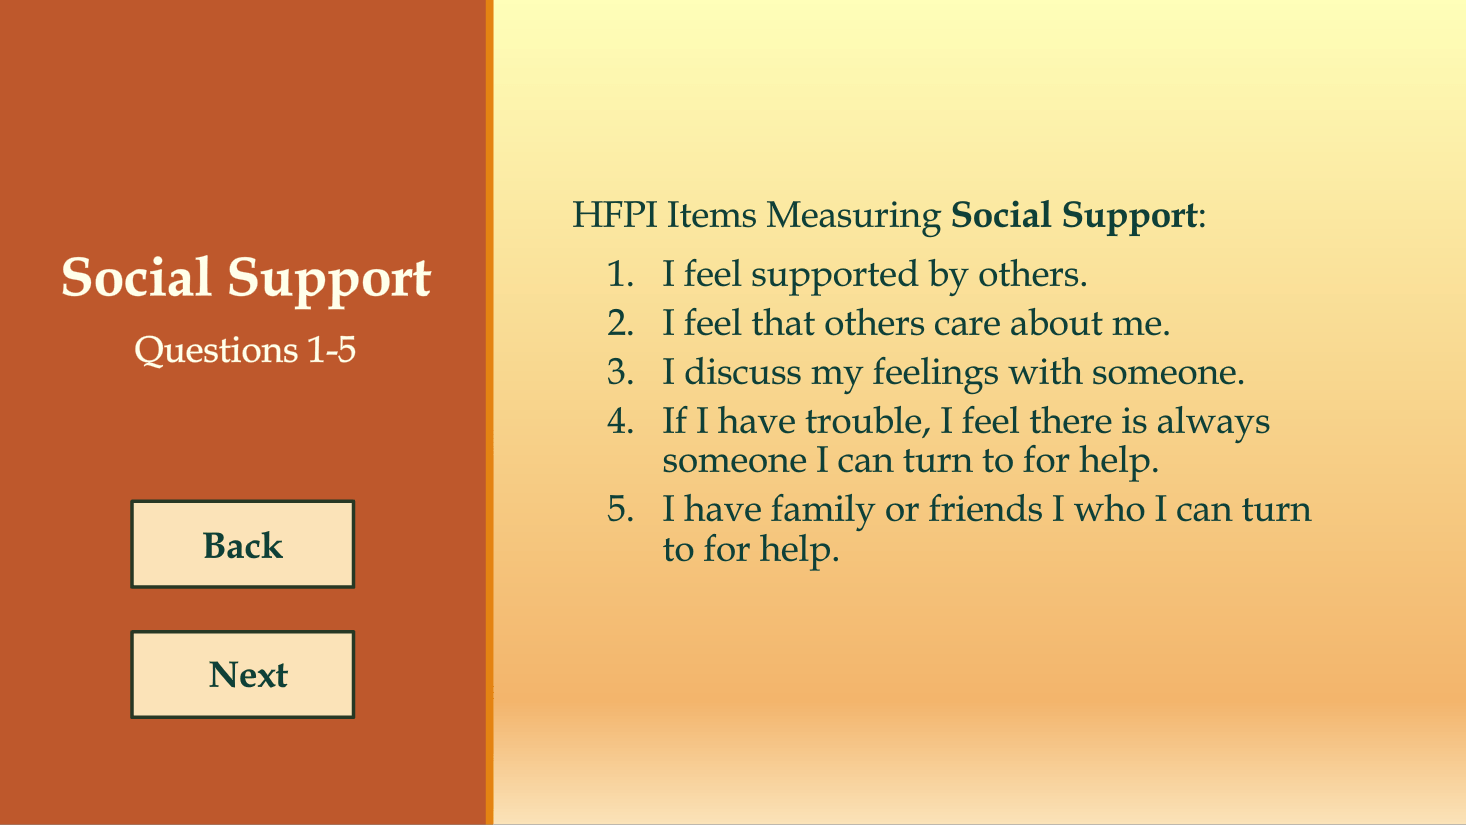 Social Support
Questions 1-5
Back
Next
HFPI Items Measuring Social Support:
1. I feel supported by others.
2. I feel that others care about me.
3. I discuss my feelings with someone.
4. If I have trouble, I feel there is always
someone I can turn to for help.
5. I have family or friends I who I can turn
to for help.